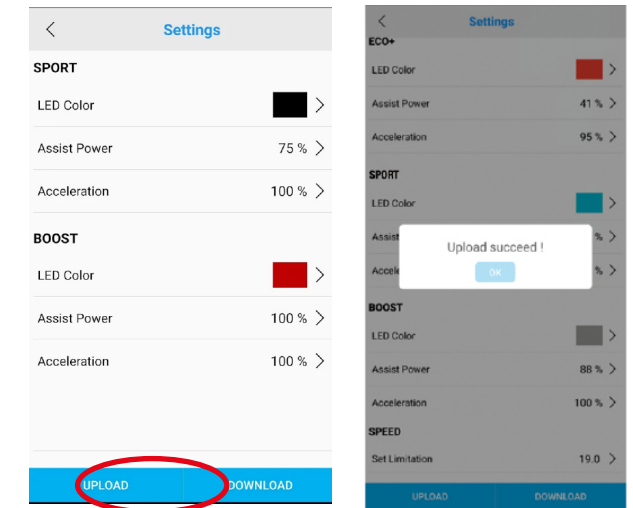 Settings
SPORT
LED Color
Assist Power 75 %
Acceleration 100 %
BOOST
LED Color
Assist Power 100 %
Acceleration 100 %
UPLOAD DOWNLOAD
Settings
ECO+
LED Color
Assist Power 41 %
Acceleration 95 %
SPORT
LED Color
Assist %
Upload succeed !
Accele %
OK
BOOST
LED Color
Assist Power 88 %
Acceleration 100 %
SPEED
Set Limitation 19.0
UPLOAD DOWNLOAD